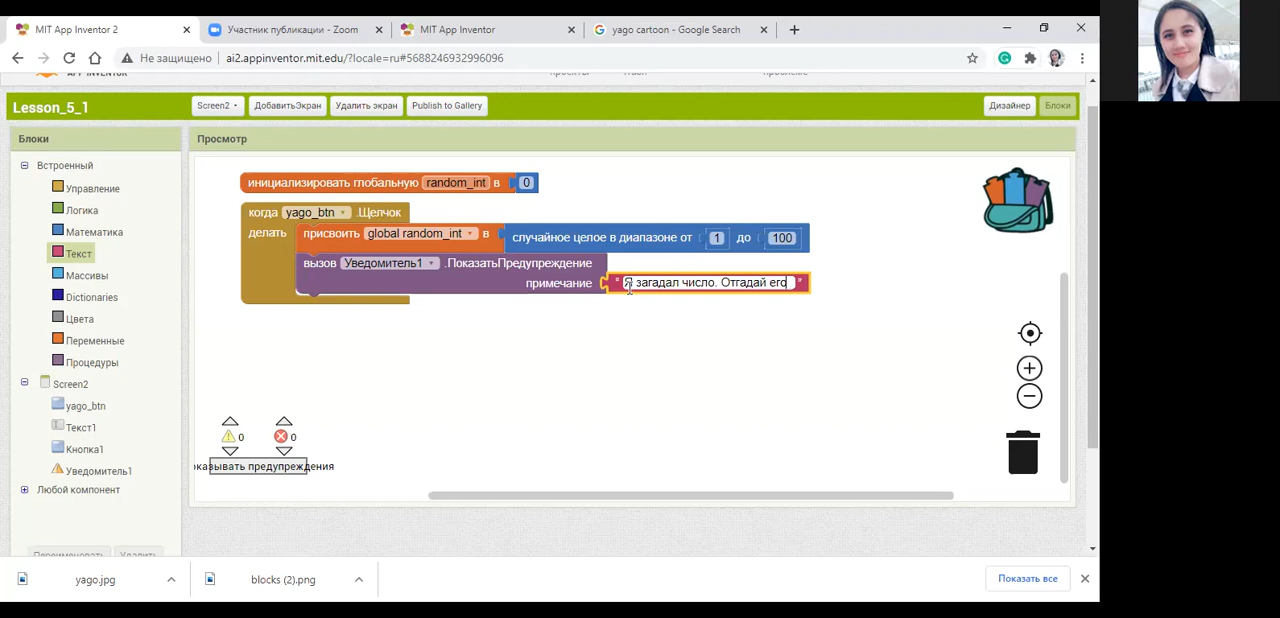 MIT App Inventor 2
Участник публикации - Zoom
MIT App Inventor
yago cartoon - Google Search
Не защищено
ai2.appinventor.mit.edu/?locale=ru#5688246932996096
Lesson_5_1
Screen2
ДобавитьЭкран
Удалить экран
Publish to Gallery
Дизайнер
Блоки
Блоки
Просмотр
Встроенный
Управление
Логика
Математика
Текст
Массивы
Dictionaries
Цвета
Переменные
Процедуры
Screen2
yago_btn
Текст1
Кнопка1
Уведомитель1
Любой компонент
Переименовать
Удалить
инициализировать глобальную random_int в 0
когда yago_btn .Щелчок
делать присвоить global random_int в случайное целое в диапазоне от 1 до 100
вызов Уведомитель1 .ПоказатьПредупреждение
примечание " Я загадал число. Отгадай его "
0 0
оказывать предупреждения
yago.jpg
blocks (2).png
Показать все